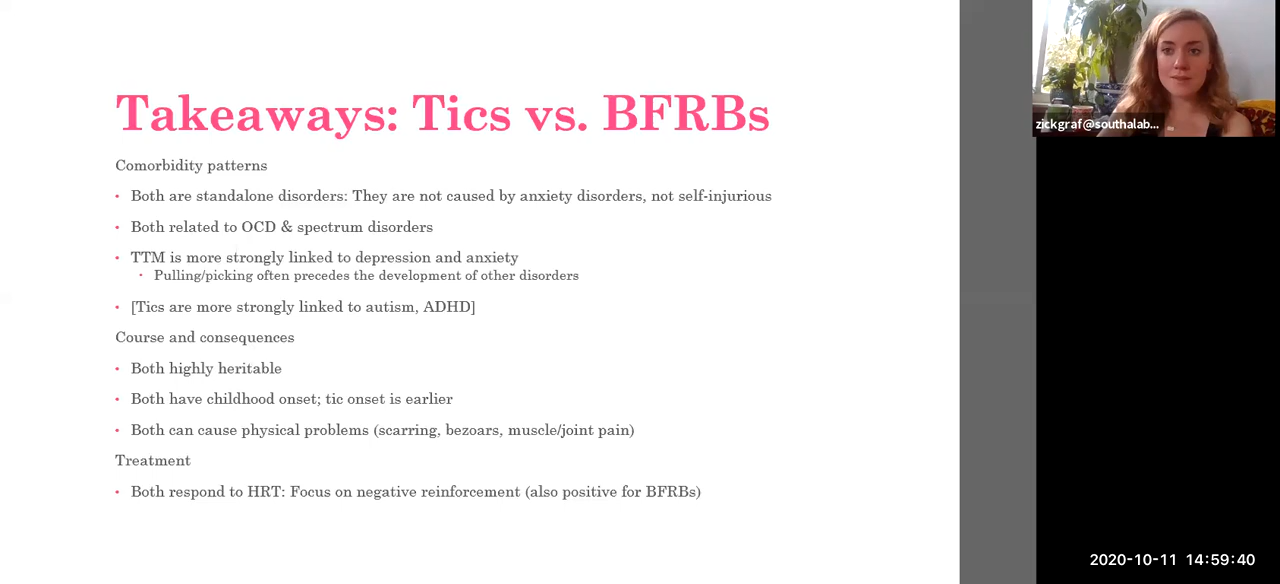 Takeaways: Tics vs. BFRBs
Comorbidity patterns
• Both are standalone disorders: They are not caused by anxiety disorders, not self-injurious
• Both related to OCD & spectrum disorders
• TTM is more strongly linked to depression and anxiety
• Pulling/picking often precedes the development of other disorders
• [Tics are more strongly linked to autism, ADHD]
Course and consequences
• Both highly heritable
• Both have childhood onset; tic onset is earlier
• Both can cause physical problems (scarring, bezoars, muscle/joint pain)
Treatment
• Both respond to HRT: Focus on negative reinforcement (also positive for BFRBs)
zickgraf@southalab...
2020-10-11 14:59:40